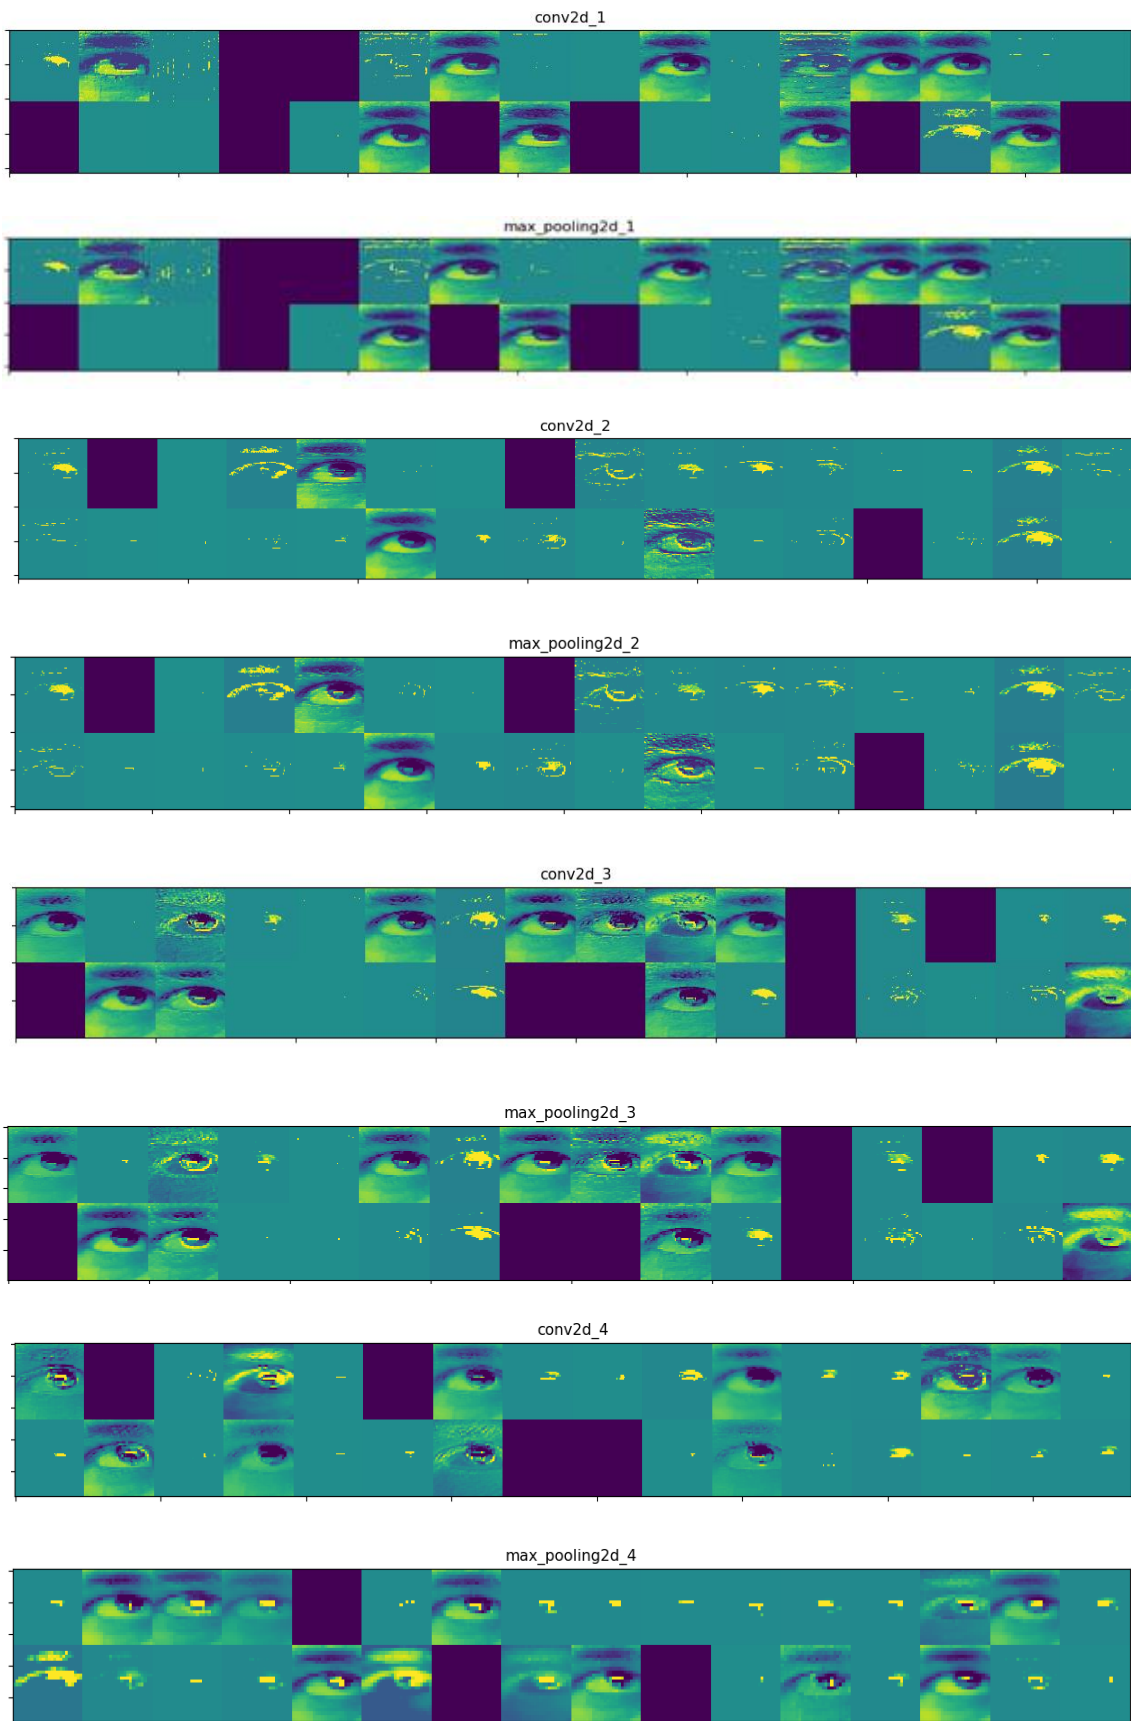 conv2d_1
max_pooling2d_1
conv2d_2
max_pooling2d_2
conv2d_3
max_pooling2d_3
conv2d_4
max_pooling2d_4